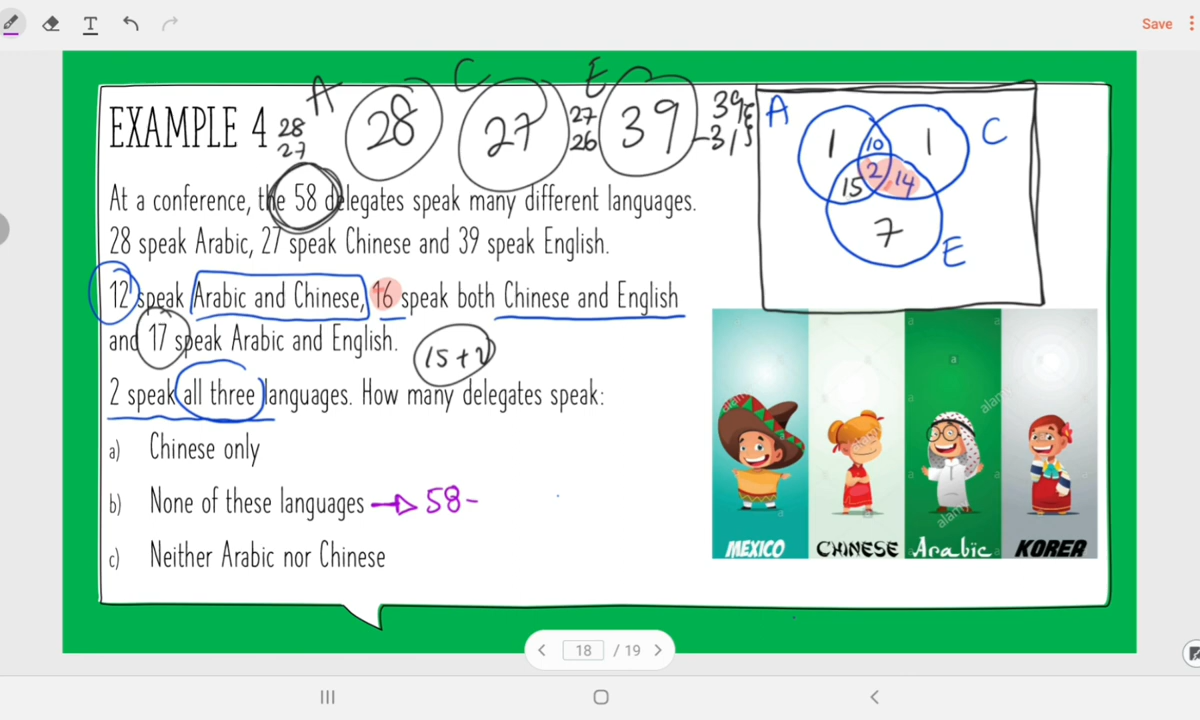 Save
A
C
E
EXAMPLE 4
28
27
28
27
27
26
39
39
-31
At a conference, the 58 delegates speak many different languages.
28 speak Arabic, 27 speak Chinese and 39 speak English.
12 speak Arabic and Chinese, 16 speak both Chinese and English
and 17 speak Arabic and English.
15+2
2 speak all three languages. How many delegates speak:
a) Chinese only
b) None of these languages → 58-
c) Neither Arabic nor Chinese
A
C
1
10
1
15
2
14
7
E
MEXICO
CHINESE
Arabic
KOREA
18 / 19